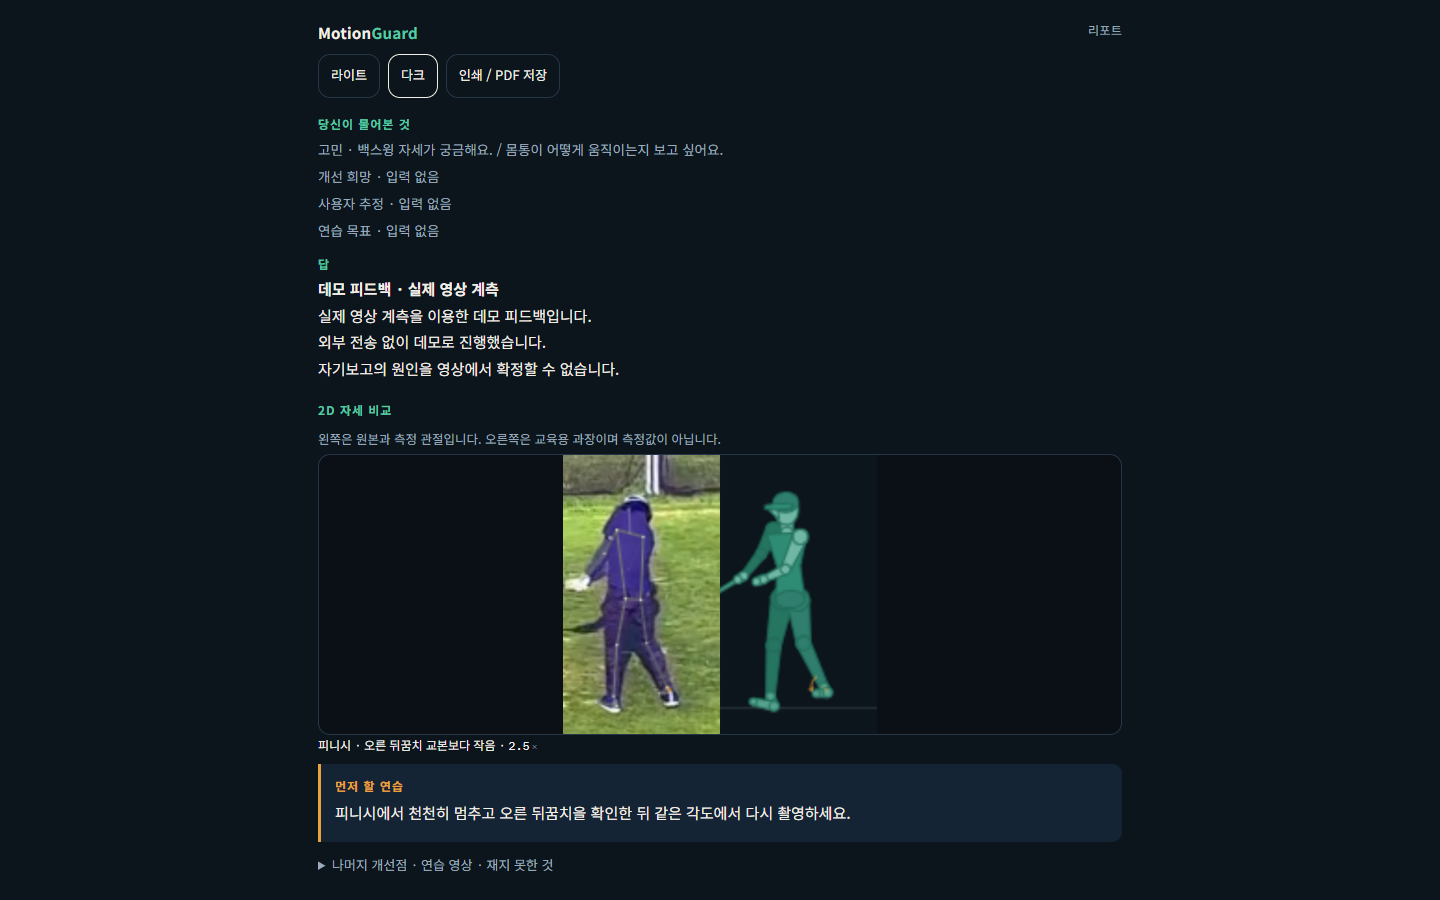 MotionGuard
리포트
라이트
다크
인쇄 / PDF 저장
당신이 물어본 것
고민 · 백스윙 자세가 궁금해요. / 몸통이 어떻게 움직이는지 보고 싶어요.
개선 희망 · 입력 없음
사용자 추정 · 입력 없음
연습 목표 · 입력 없음
답
데모 피드백 · 실제 영상 계측
실제 영상 계측을 이용한 데모 피드백입니다.
외부 전송 없이 데모로 진행했습니다.
자기보고의 원인을 영상에서 확정할 수 없습니다.
2D 자세 비교
왼쪽은 원본과 측정 관절입니다. 오른쪽은 교육용 과장이며 측정값이 아닙니다.
피니시 · 오른 뒤꿈치 교본보다 작음 · 2.5×
먼저 할 연습
피니시에서 천천히 멈추고 오른 뒤꿈치을 확인한 뒤 같은 각도에서 다시 촬영하세요.
▶ 나머지 개선점 · 연습 영상 · 재지 못한 것